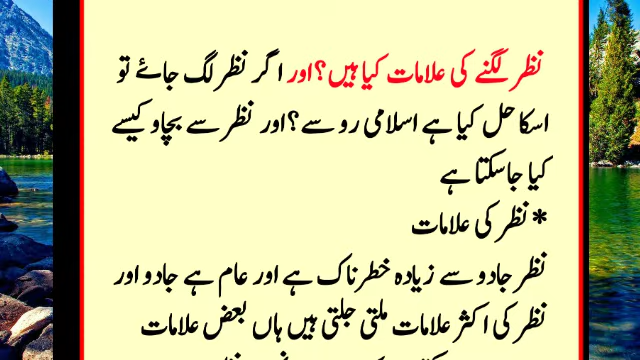 نظر لگنے کی علامات کیا ہیں؟اور اگر نظر لگ جائے تو
اسکا حل کیا ہے اسلامی رو سے؟اور نظر سے بچاو کیسے
کیا جاسکتا ہے
* نظر کی علامات
نظر جادو سے زیادہ خطرناک ہے اور عام ہے جادو اور
نظر کی اکثر علامات ملتی جلتی ہیں ہاں بعض علامات